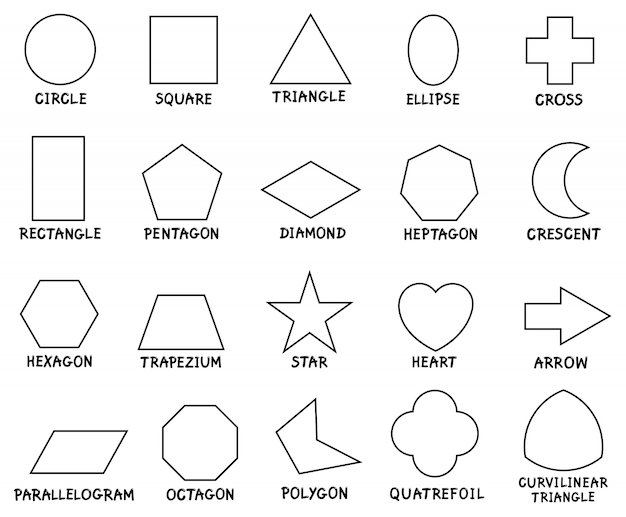 CIRCLE
SQUARE
TRIANGLE
ELLIPSE
CROSS
RECTANGLE
PENTAGON
DIAMOND
HEPTAGON
CRESCENT
HEXAGON
TRAPEZIUM
STAR
HEART
ARROW
PARALLELOGRAM
OCTAGON
POLYGON
QUATREFOIL
CURVILINEAR
TRIANGLE